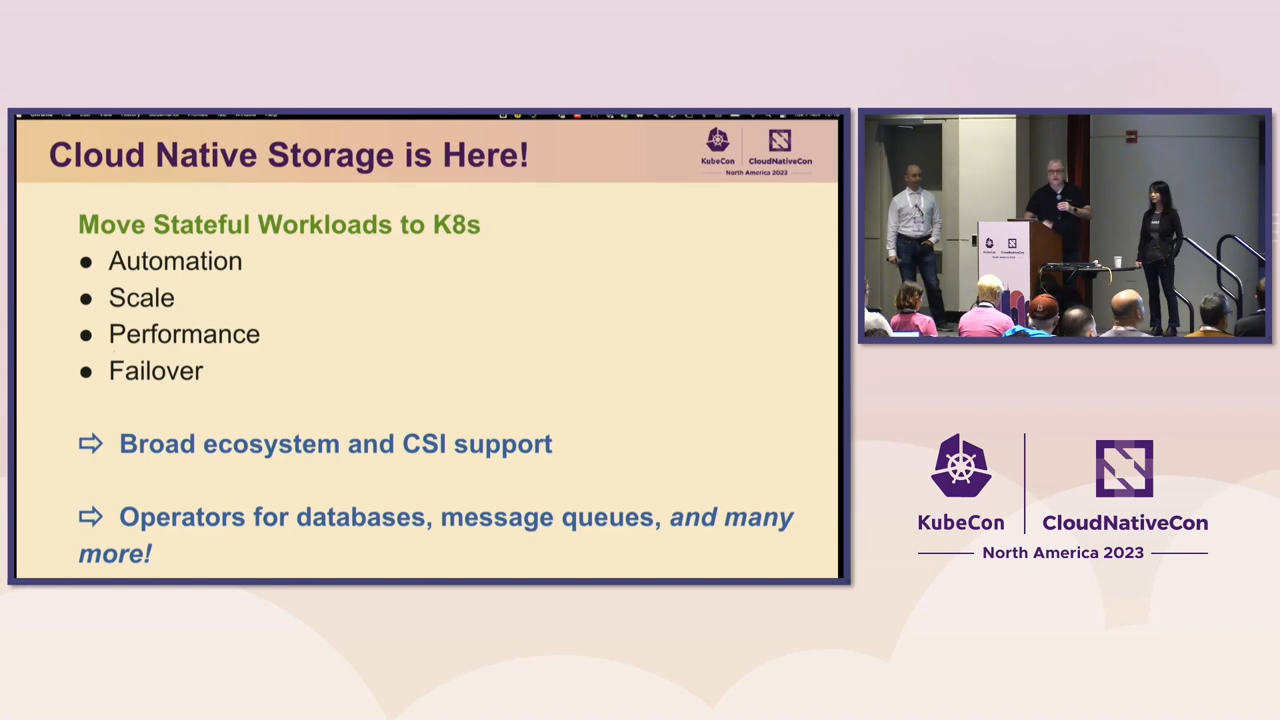 Cloud Native Storage is Here!
KubeCon
CloudNativeCon
North America 2023
Move Stateful Workloads to K8s
● Automation
● Scale
● Performance
● Failover
⇨ Broad ecosystem and CSI support
⇨ Operators for databases, message queues, and many
more!
KubeCon
CloudNativeCon
North America 2023